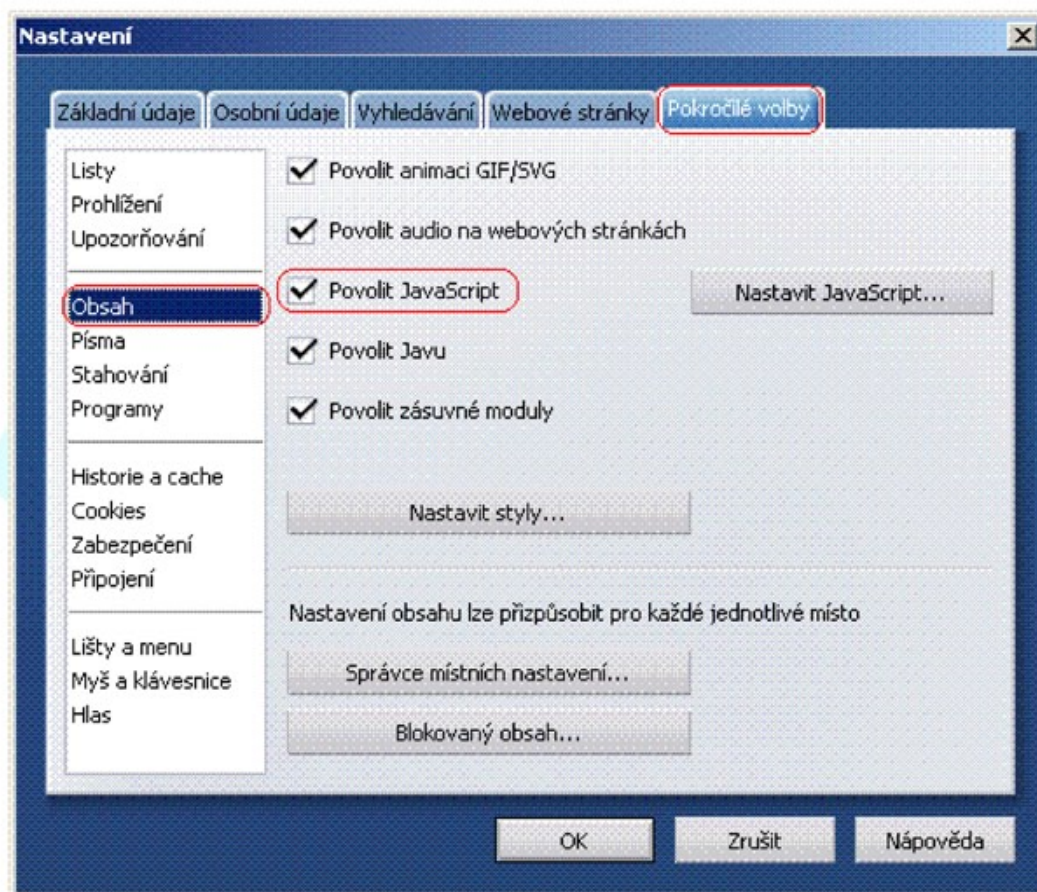 Nastavení
Základní údaje
Osobní údaje
Vyhledávání
Webové stránky
Pokročilé volby
Listy
Prohlížení
Upozorňování
Obsah
Písma
Stahování
Programy
Historie a cache
Cookies
Zabezpečení
Připojení
Lišty a menu
Myš a klávesnice
Hlas
Povolit animaci GIF/SVG
Povolit audio na webových stránkách
Povolit JavaScript
Nastavit JavaScript...
Povolit Javu
Povolit zásuvné moduly
Nastavit styly...
Nastavení obsahu lze přizpůsobit pro každé jednotlivé místo
Správce místních nastavení...
Blokovaný obsah...
OK
Zrušit
Nápověda